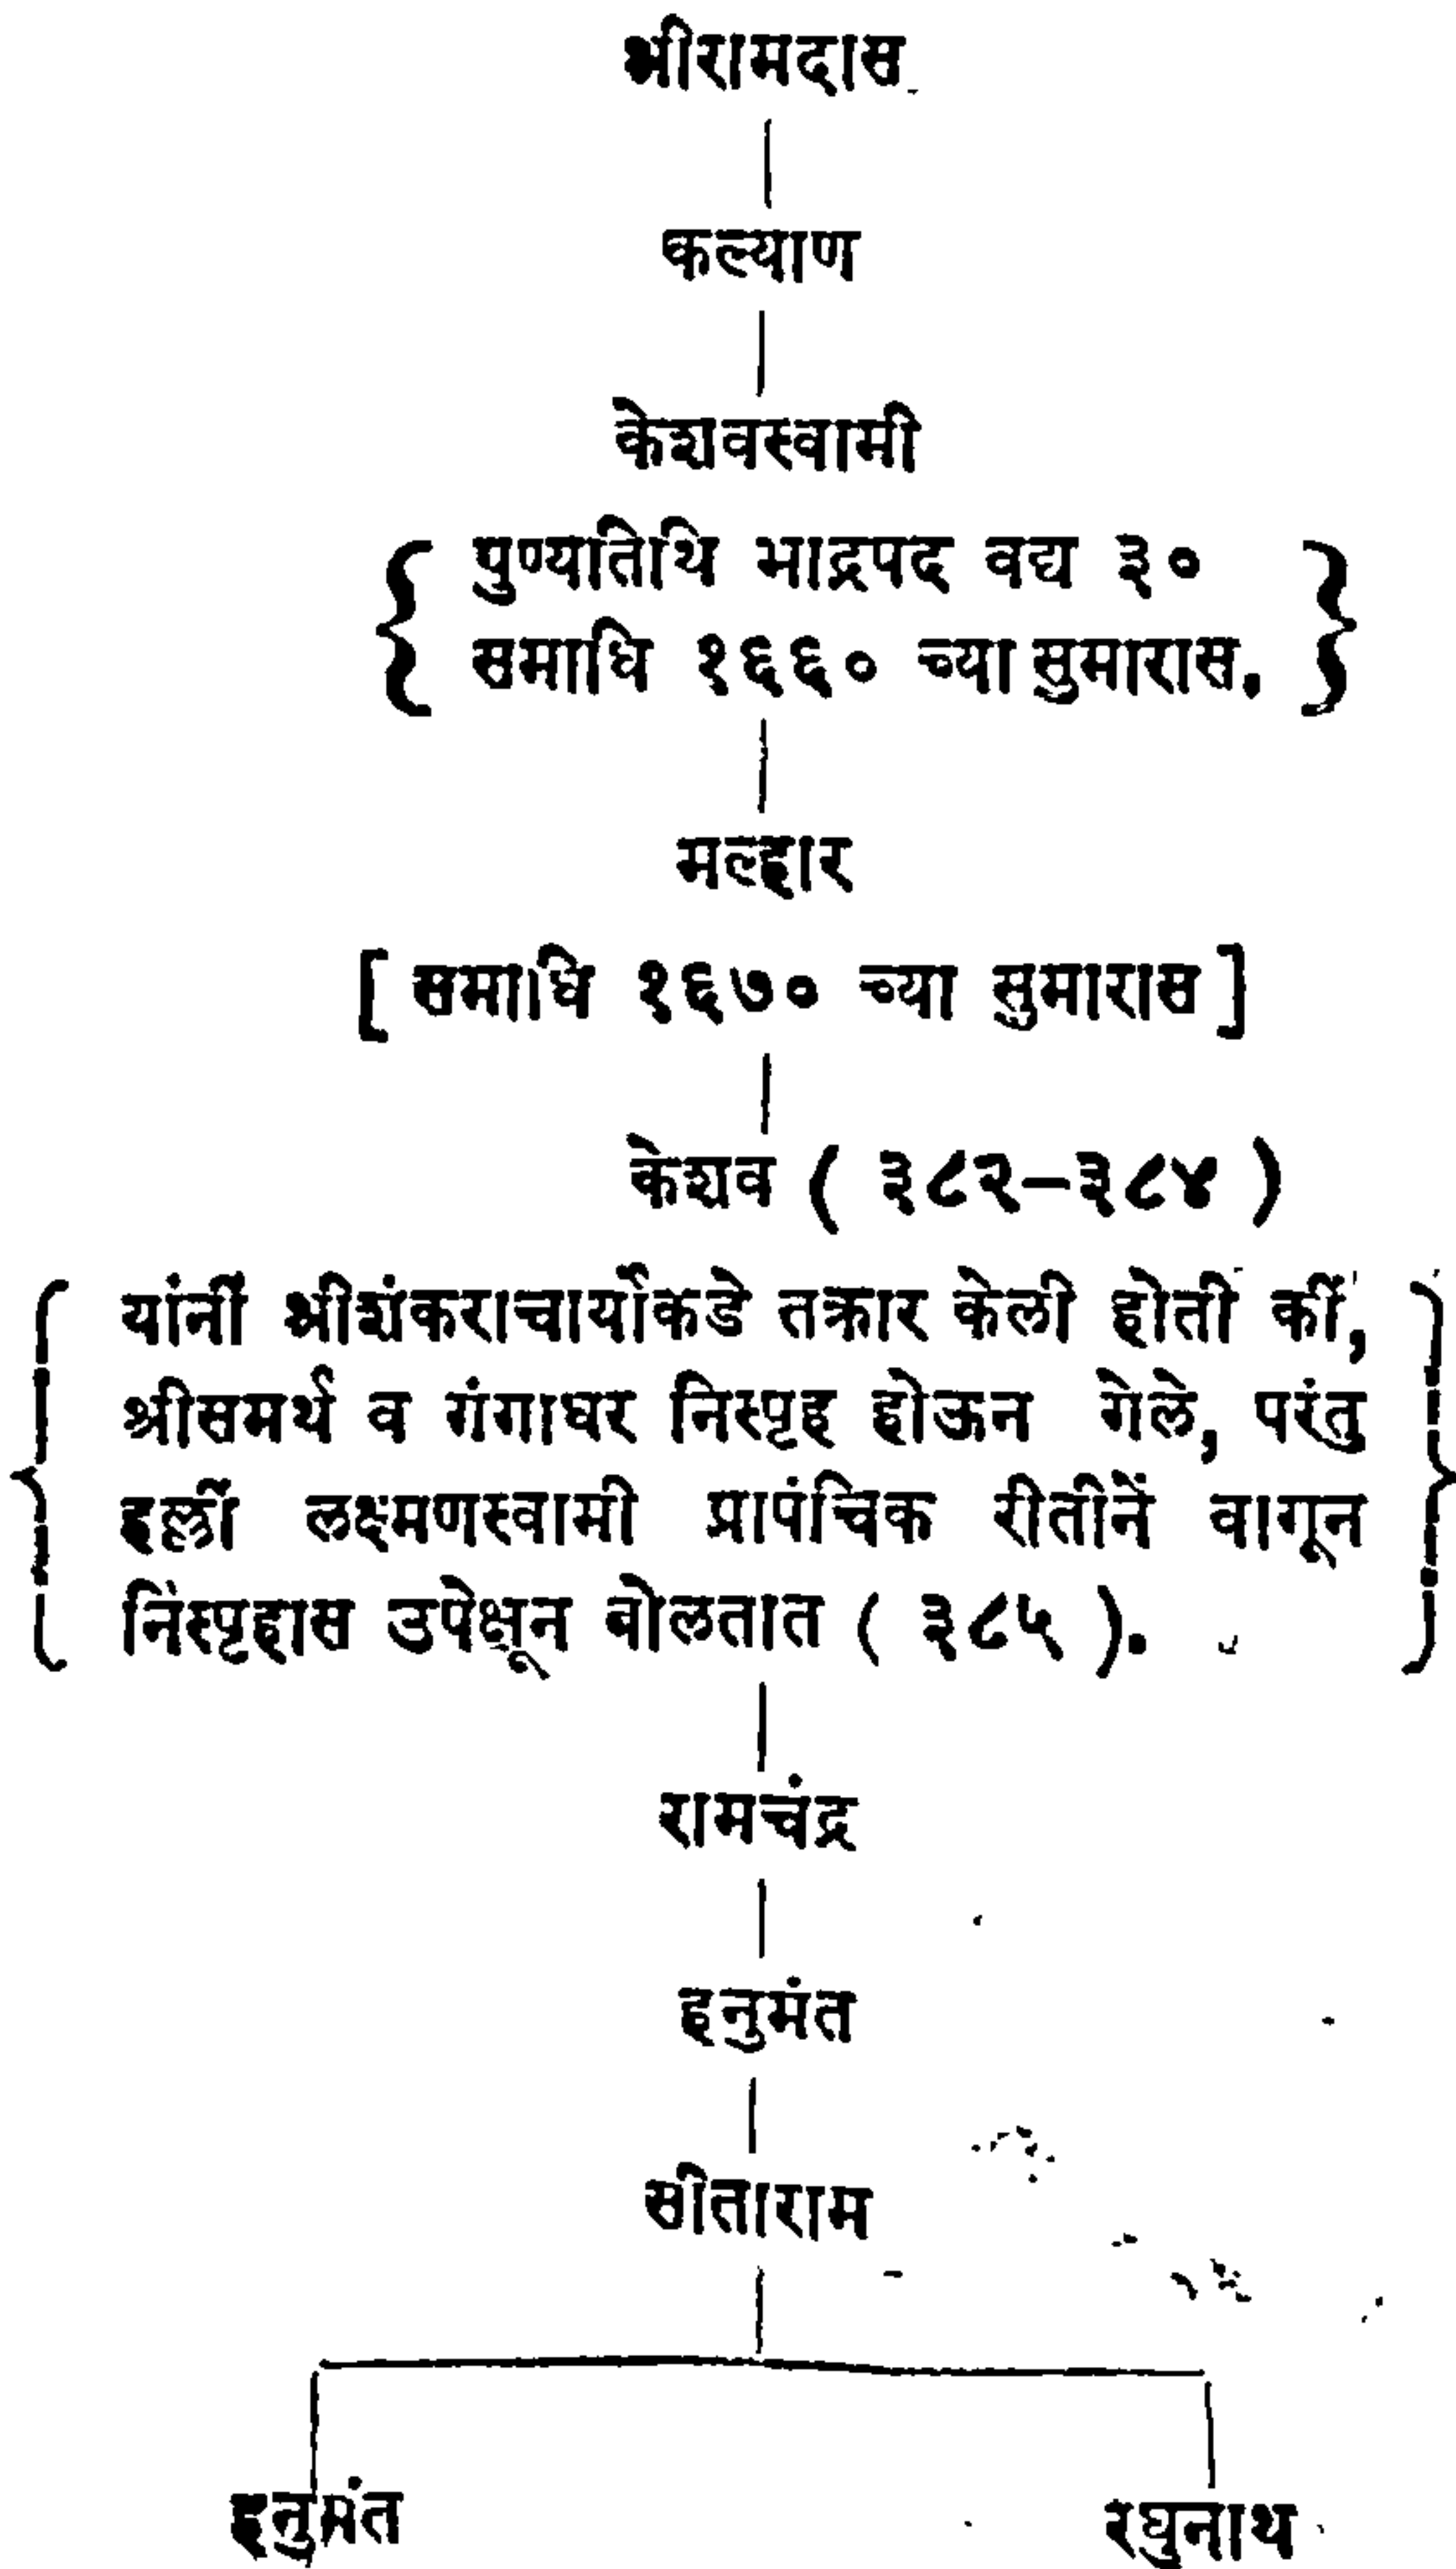 श्रीरामदास
कल्याण
केशवस्वामी
पुण्यतिथि भाद्रपद वद्य ३०
समाधि १६६० च्या सुमारास.
मल्हार
[ समाधि १६७० च्या सुमारास ]
केशव ( ३८२–३८४ )
यांनीं श्रीशंकराचार्याेंकडे तक्रार केली होती कीं,
श्रीसमर्थ व गंगाधर निस्पृह होऊन गेले, परंतु
हल्लीं लक्ष्मणस्वामी प्रापंचिक रीतीनें वागून
निस्पृहास उपेक्षून बोलतात ( ३८५ ).
रामचंद्र
हनुमंत
सीताराम
हनुमंत रघुनाथ